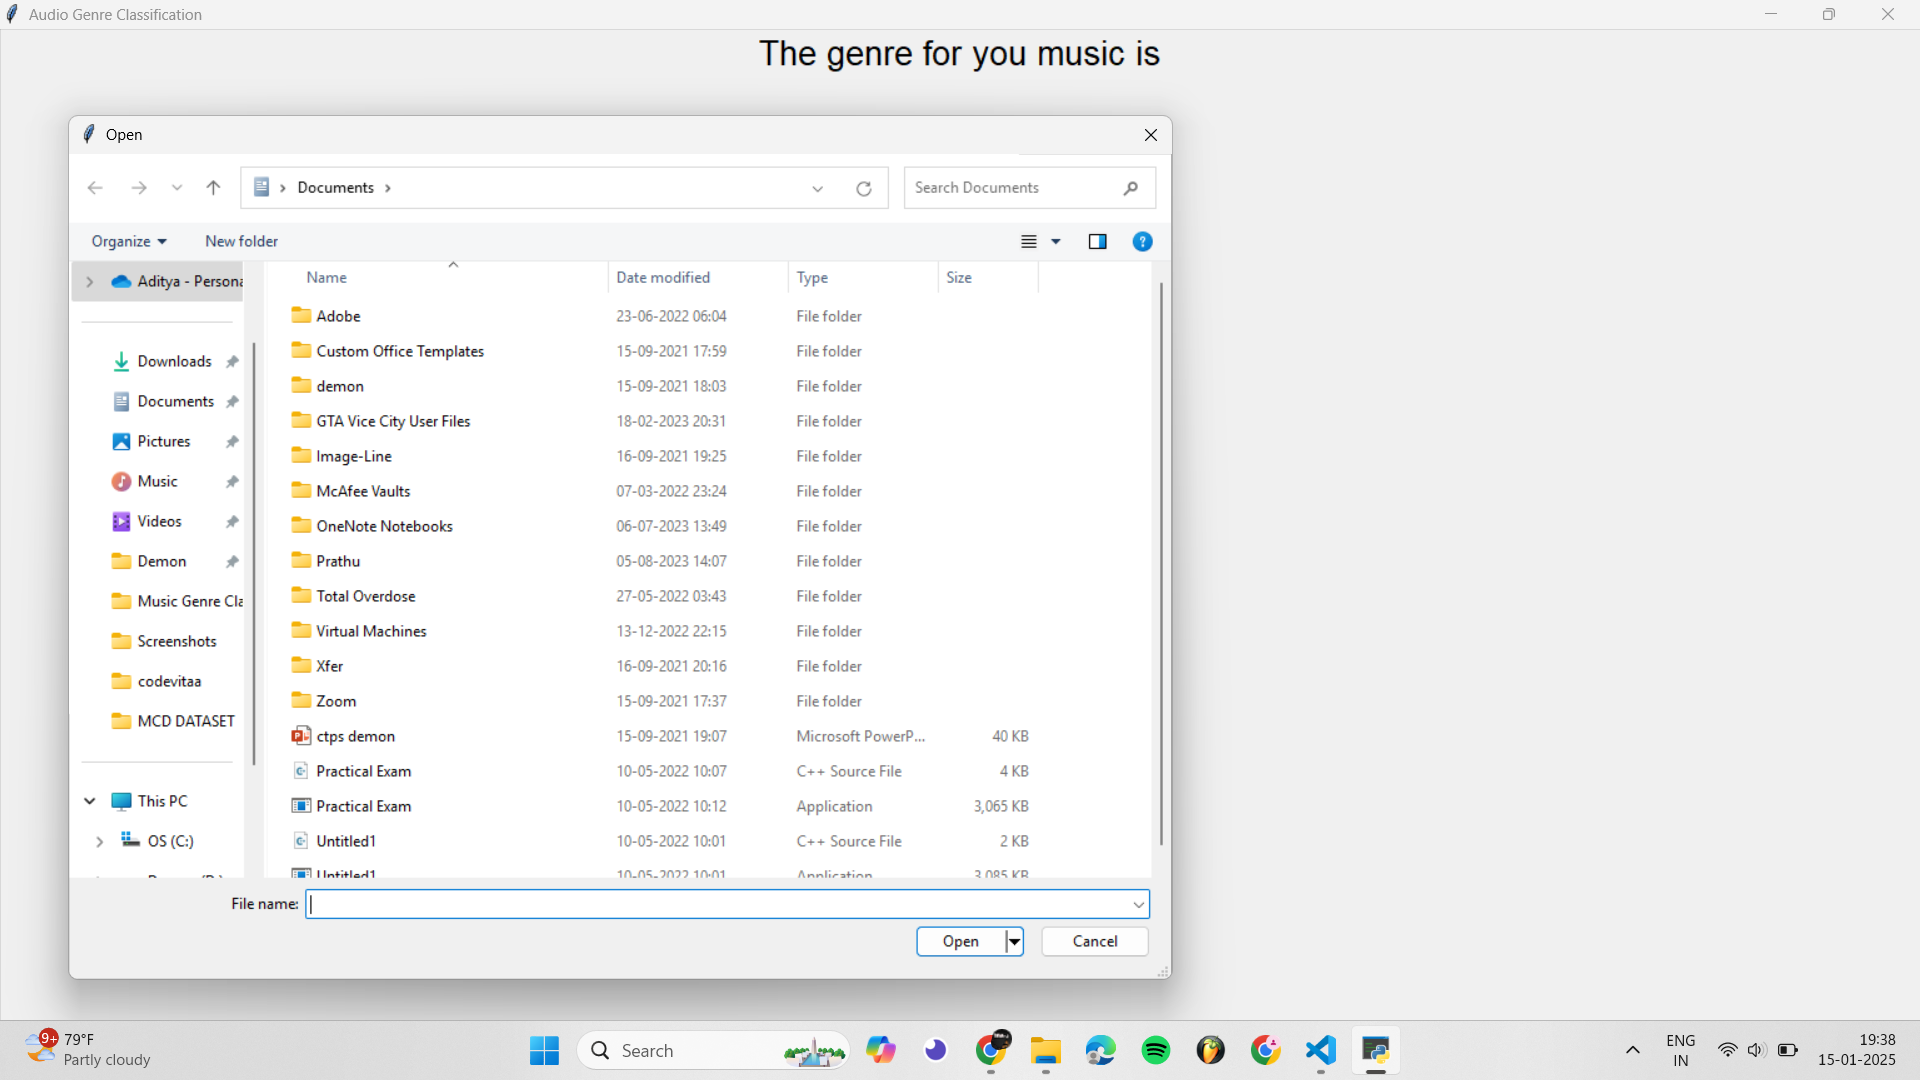 Audio Genre Classification
The genre for you music is
Open
Documents
Search Documents
Organize
New folder
Aditya - Persona
Downloads
Documents
Pictures
Music
Videos
Demon
Music Genre Cla
Screenshots
codevitaa
MCD DATASET
This PC
OS (C:)
Name Date modified Type Size
Adobe 23-06-2022 06:04 File folder
Custom Office Templates 15-09-2021 17:59 File folder
demon 15-09-2021 18:03 File folder
GTA Vice City User Files 18-02-2023 20:31 File folder
Image-Line 16-09-2021 19:25 File folder
McAfee Vaults 07-03-2022 23:24 File folder
OneNote Notebooks 06-07-2023 13:49 File folder
Prathu 05-08-2023 14:07 File folder
Total Overdose 27-05-2022 03:43 File folder
Virtual Machines 13-12-2022 22:15 File folder
Xfer 16-09-2021 20:16 File folder
Zoom 15-09-2021 17:37 File folder
ctps demon 15-09-2021 19:07 Microsoft PowerP... 40 KB
Practical Exam 10-05-2022 10:07 C++ Source File 4 KB
Practical Exam 10-05-2022 10:12 Application 3,065 KB
Untitled1 10-05-2022 10:01 C++ Source File 2 KB
Untitled1 10-05-2022 10:01 Application 3,085 KB
File name:
Open
Cancel
9+
79°F
Partly cloudy
Search
ENG
IN
19:38
15-01-2025